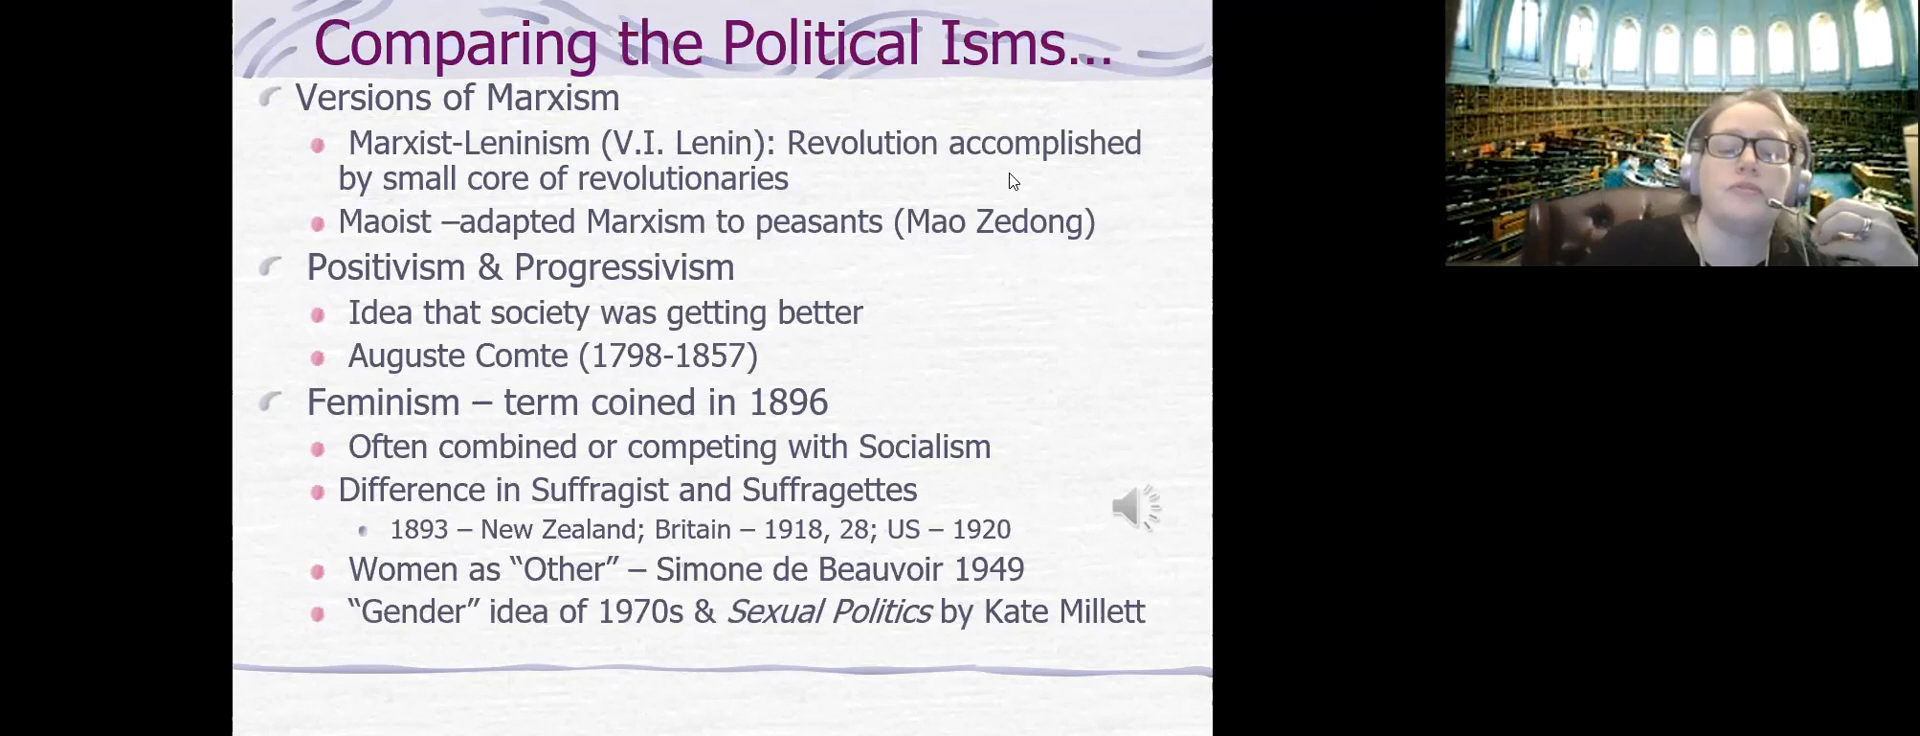 Comparing the Political Isms...
Versions of Marxism
Marxist-Leninism (V.I. Lenin): Revolution accomplished
by small core of revolutionaries
Maoist –adapted Marxism to peasants (Mao Zedong)
Positivism & Progressivism
Idea that society was getting better
Auguste Comte (1798-1857)
Feminism – term coined in 1896
Often combined or competing with Socialism
Difference in Suffragist and Suffragettes
1893 – New Zealand; Britain – 1918, 28; US – 1920
Women as “Other” – Simone de Beauvoir 1949
“Gender” idea of 1970s & Sexual Politics by Kate Millett